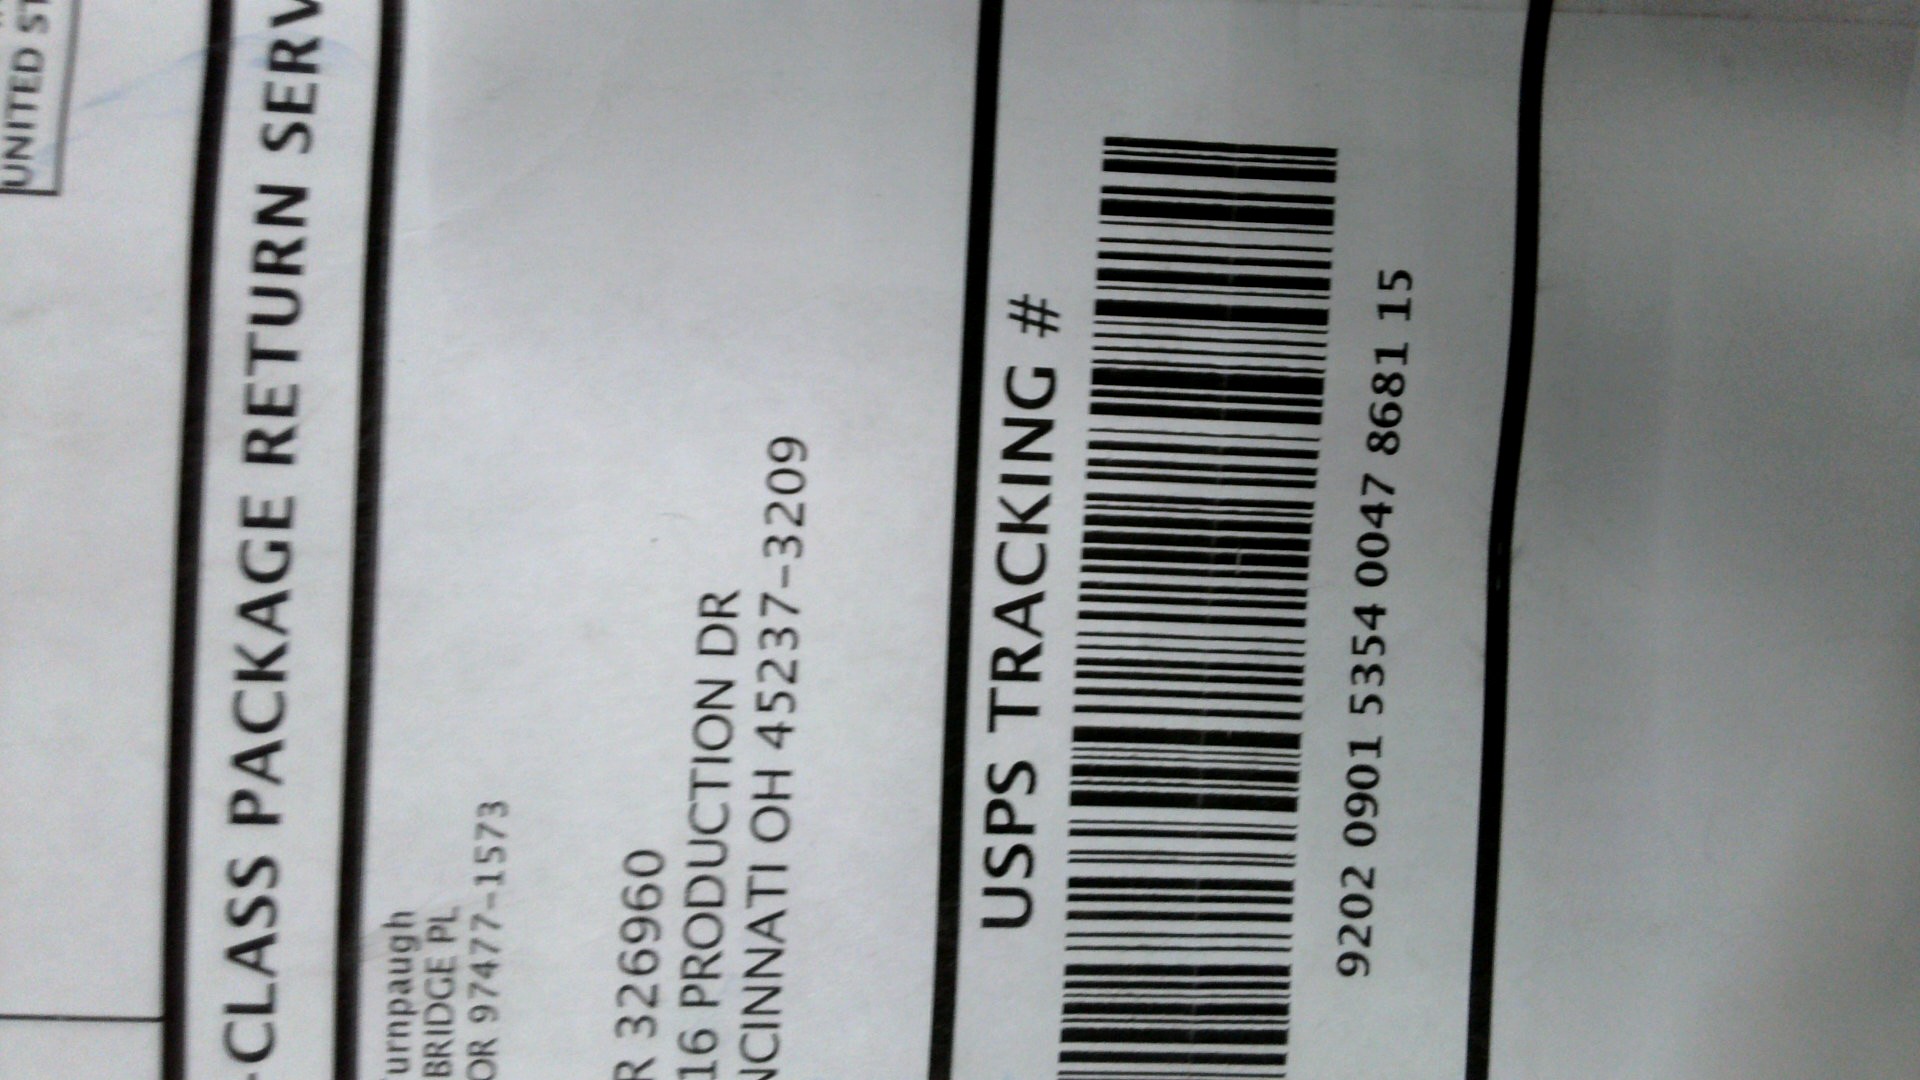 UNITED ST
-CLASS PACKAGE RETURN SERV
urnpaugh
BRIDGE PL
OR 97477-1573
R 326960
16 PRODUCTION DR
NCINNATI OH 45237-3209
USPS TRACKING #
9202 0901 5354 0047 8681 15